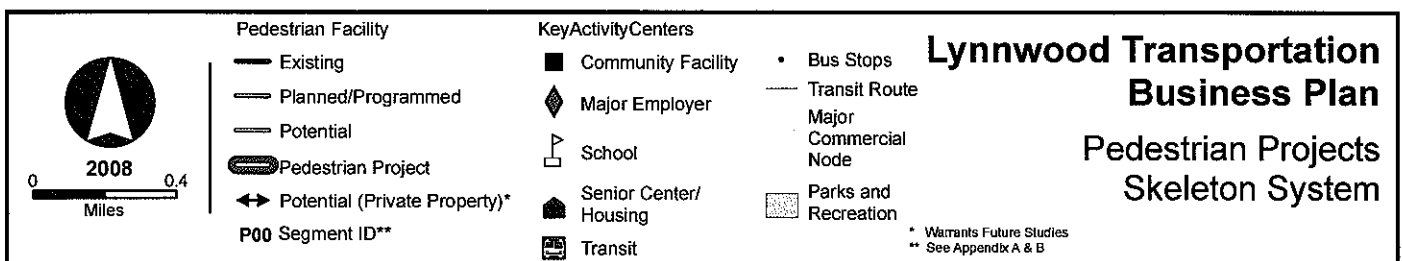 2008
0 0.4
Miles
Pedestrian Facility
Existing
Planned/Programmed
Potential
Pedestrian Project
Potential (Private Property)*
P00 Segment ID**
KeyActivityCenters
Community Facility
Major Employer
School
Senior Center/
Housing
Transit
Bus Stops
Transit Route
Major
Commercial
Node
Parks and
Recreation
Lynnwood Transportation
Business Plan
Pedestrian Projects
Skeleton System
* Warrants Future Studies
** See Appendix A & B